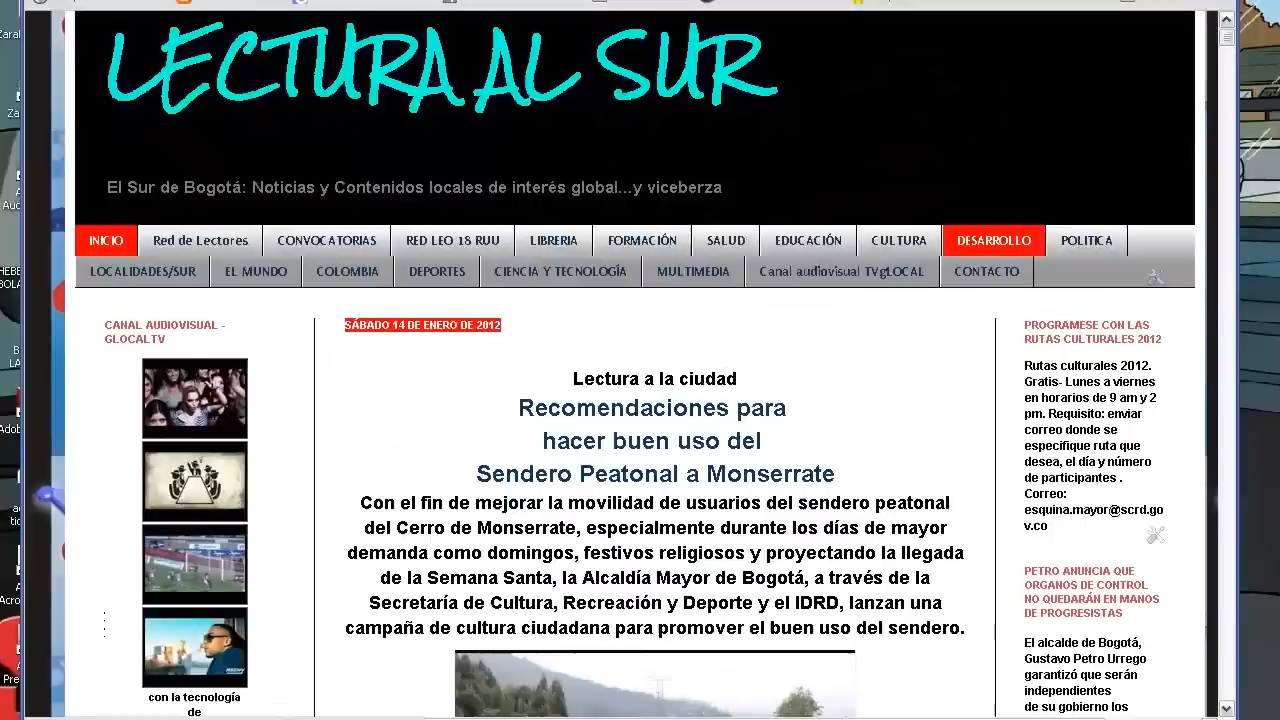 LECTURA AL SUR
El Sur de Bogotá: Noticias y Contenidos locales de interés global...y viceberza
INICIO Red de Lectores CONVOCATORIAS RED LEO 18 RUU LIBRERIA FORMACIÓN SALUD EDUCACIÓN CULTURA DESARROLLO POLITICA
LOCALIDADES/SUR EL MUNDO COLOMBIA DEPORTES CIENCIA Y TECNOLOGÍA MULTIMEDIA Canal audiovisual TVgLOCAL CONTACTO
CANAL AUDIOVISUAL -
GLOCALTV
con la tecnología
de
SÁBADO 14 DE ENERO DE 2012
Lectura a la ciudad
Recomendaciones para
hacer buen uso del
Sendero Peatonal a Monserrate
Con el fin de mejorar la movilidad de usuarios del sendero peatonal
del Cerro de Monserrate, especialmente durante los días de mayor
demanda como domingos, festivos religiosos y proyectando la llegada
de la Semana Santa, la Alcaldía Mayor de Bogotá, a través de la
Secretaría de Cultura, Recreación y Deporte y el IDRD, lanzan una
campaña de cultura ciudadana para promover el buen uso del sendero.
PROGRAMESE CON LAS
RUTAS CULTURALES 2012
Rutas culturales 2012.
Gratis- Lunes a viernes
en horarios de 9 am y 2
pm. Requisito: enviar
correo donde se
especifique ruta que
desea, el día y número
de participantes .
Correo:
esquina.mayor@scrd.go
v.co
PETRO ANUNCIA QUE
ORGANOS DE CONTROL
NO QUEDARÁN EN MANOS
DE PROGRESISTAS
El alcalde de Bogotá,
Gustavo Petro Urrego
garantizó que serán
independientes
de su gobierno los